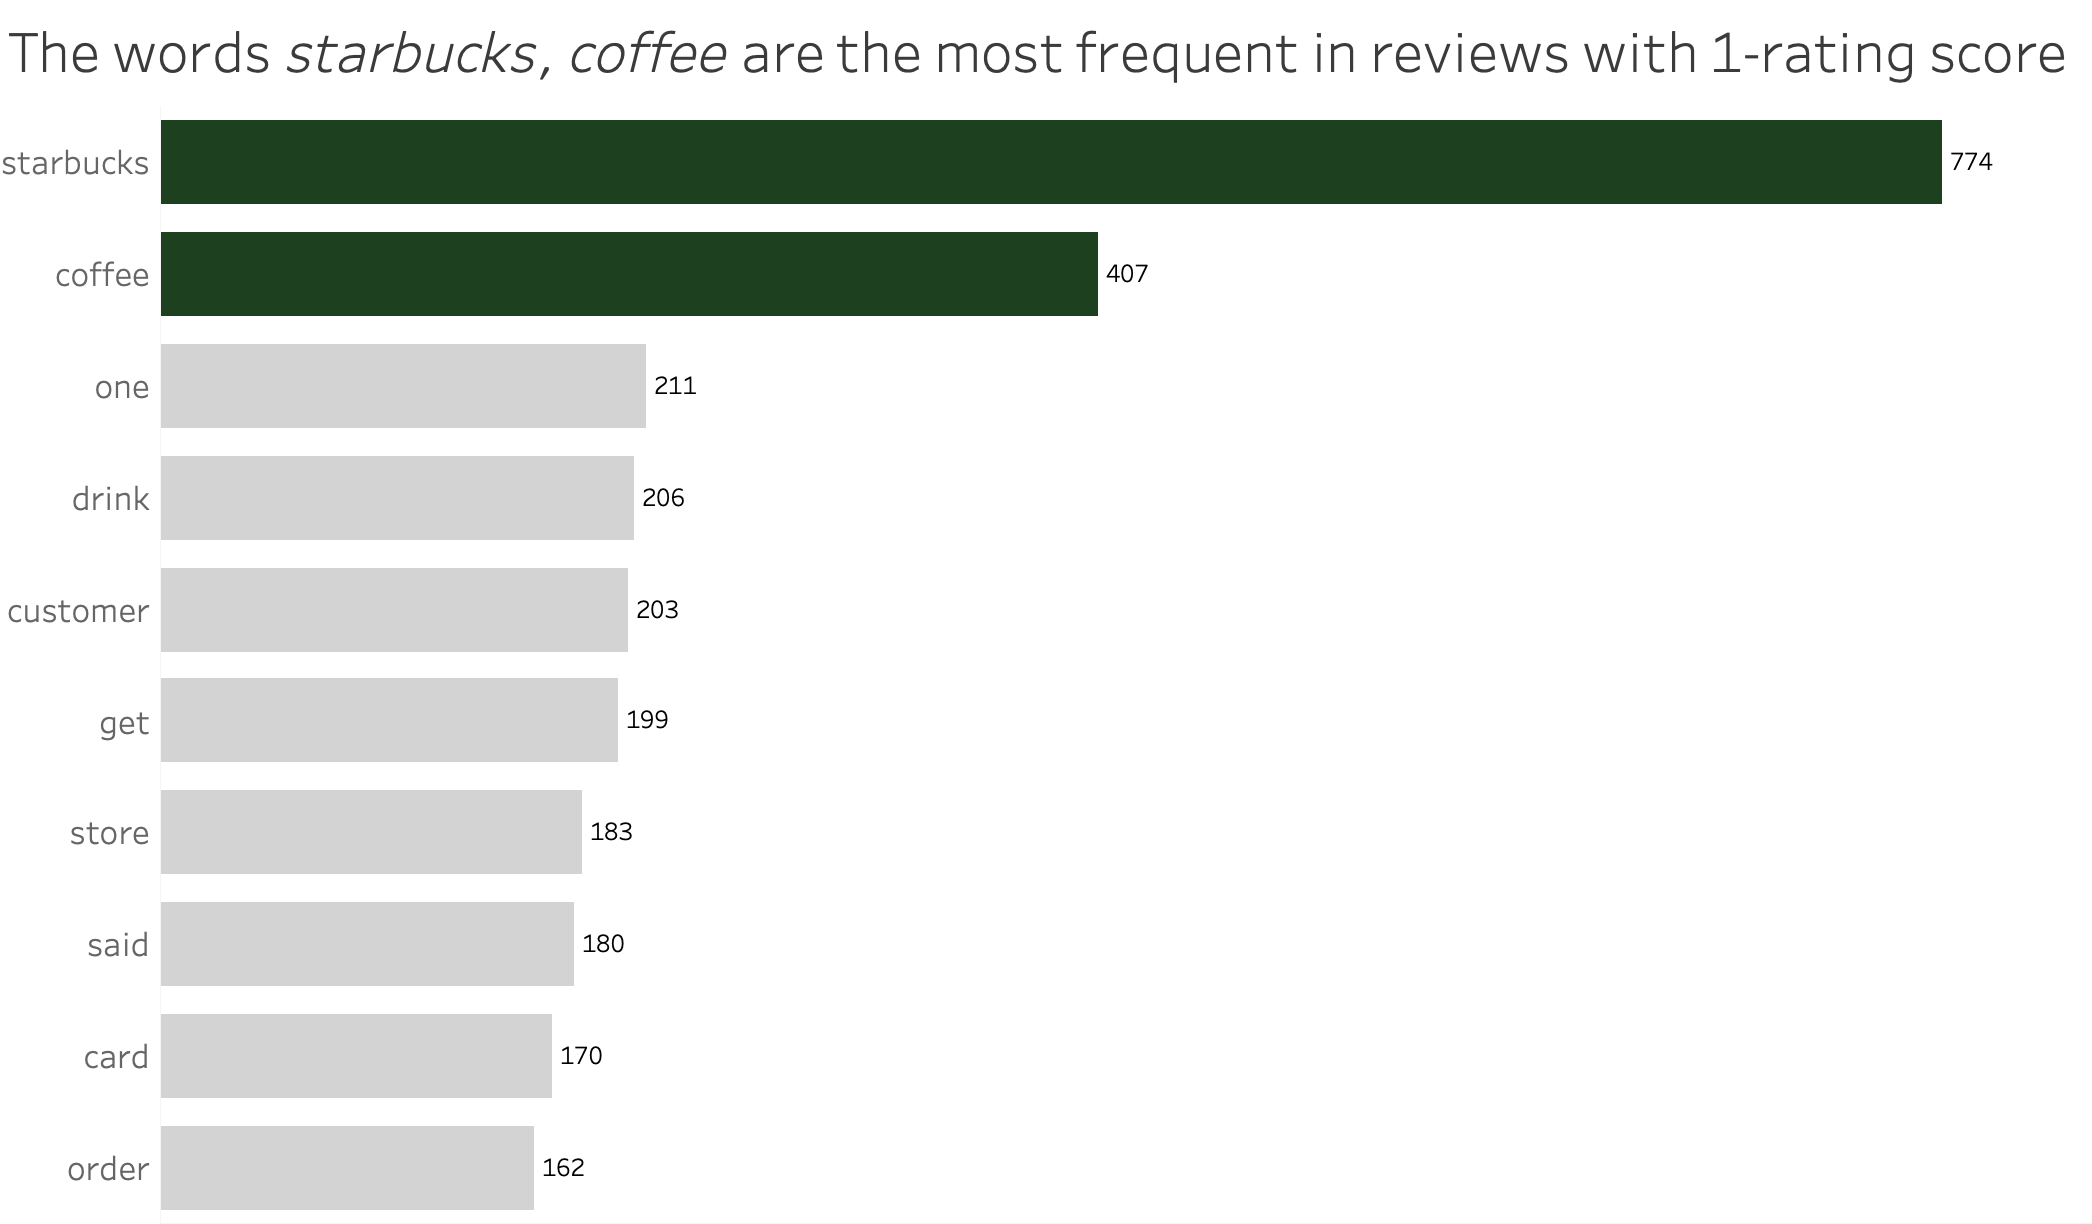 The words starbucks, coffee are the most frequent in reviews with 1-rating score
starbucks 774
coffee 407
one 211
drink 206
customer 203
get 199
store 183
said 180
card 170
order 162